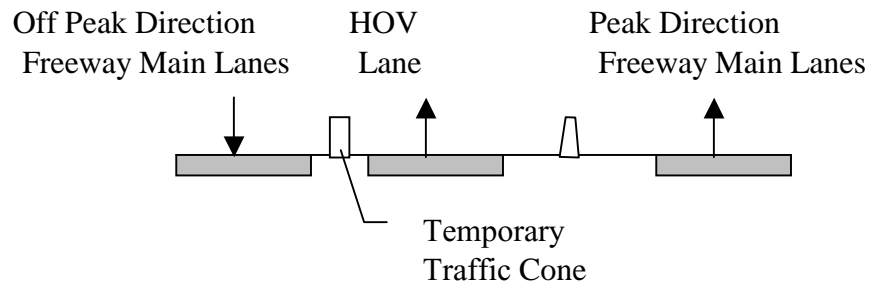 Off Peak Direction
Freeway Main Lanes
HOV
Lane
Peak Direction
Freeway Main Lanes
Temporary
Traffic Cone